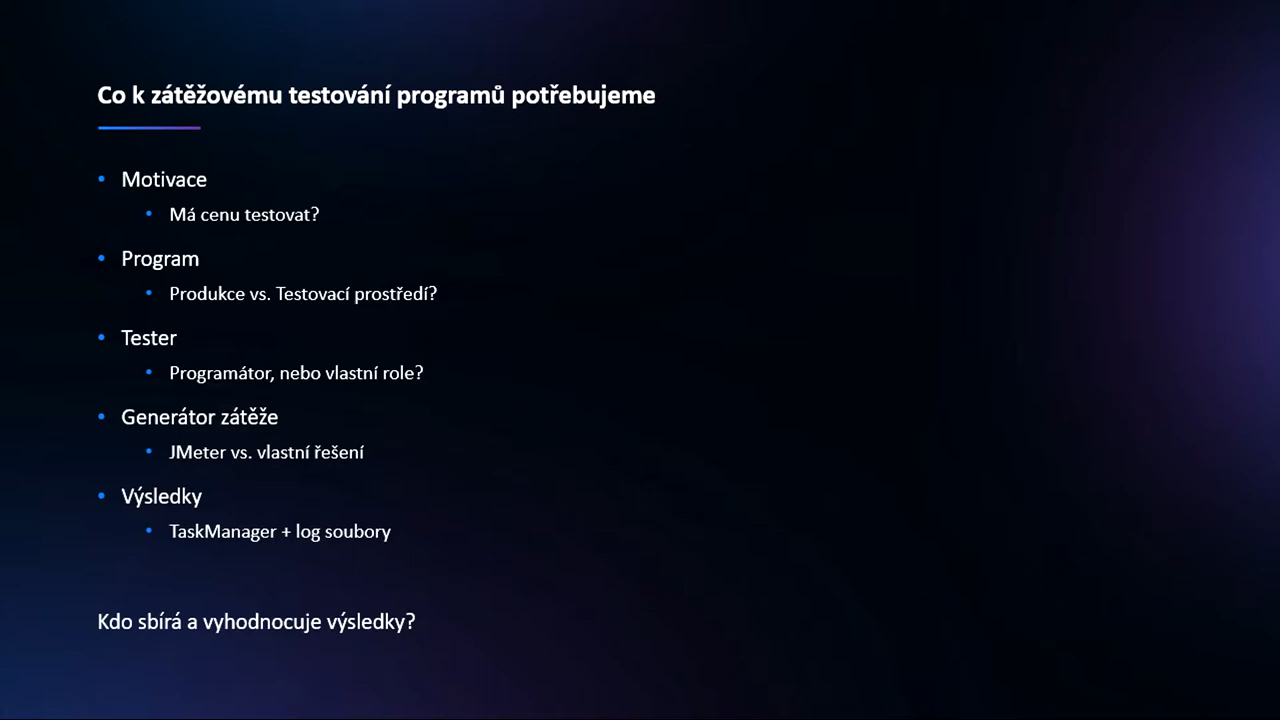 Co k zátěžovému testování programů potřebujeme
• Motivace
• Má cenu testovat?
• Program
• Produkce vs. Testovací prostředí?
• Tester
• Programátor, nebo vlastní role?
• Generátor zátěže
• JMeter vs. vlastní řešení
• Výsledky
• TaskManager + log soubory
Kdo sbírá a vyhodnocuje výsledky?